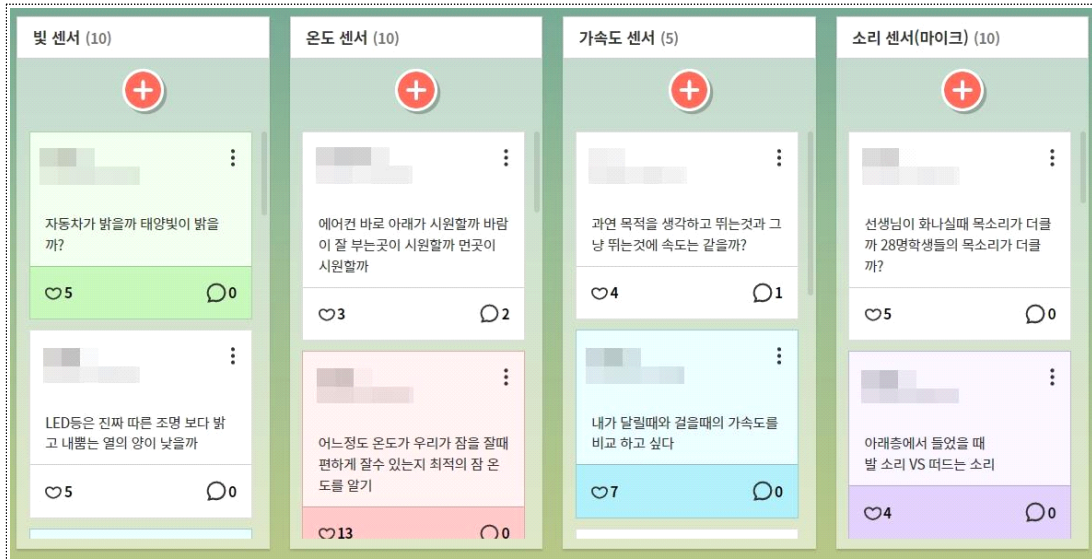 빛 센서 (10)
자동차가 밝을까 태양빛이 밝을
까?
5
0
LED등은 진짜 따른 조명 보다 밝
고 내뿜는 열의 양이 낮을까
5
0
온도 센서 (10)
에어컨 바로 아래가 시원할까 바람
이 잘 부는곳이 시원할까 먼곳이
시원할까
3
2
어느정도 온도가 우리가 잠을 잘때
편하게 잘수 있는지 최적의 잠 온
도를 알기
13
0
가속도 센서 (5)
과연 목적을 생각하고 뛰는것과 그
냥 뛰는것에 속도는 같을까?
4
1
내가 달릴때와 걸을때의 가속도를
비교 하고 싶다
7
0
소리 센서(마이크) (10)
선생님이 화나실때 목소리가 더클
까 28명학생들의 목소리가 더클
까?
5
0
아래층에서 들었을 때
발 소리 VS 떠드는 소리
4
0